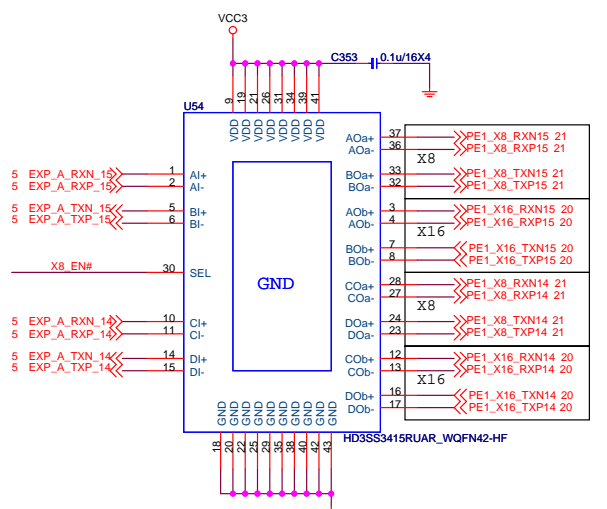 VCC3
C353 0.1u/16X4
U54
9 19 21 26 31 34 39 41
VDD VDD VDD VDD VDD VDD VDD VDD
AOa+ 37 PE1_X8_RXN15 21
AOa- 36 PE1_X8_RXP15 21
X8
5 EXP_A_RXN_15 1 AI+
5 EXP_A_RXP_15 2 AI-
BOa+ 33 PE1_X8_TXN15 21
BOa- 32 PE1_X8_TXP15 21
5 EXP_A_TXN_15 5 BI+
5 EXP_A_TXP_15 6 BI-
AOb+ 3 PE1_X16_RXN15 20
AOb- 4 PE1_X16_RXP15 20
X16
BOb+ 7 PE1_X16_TXN15 20
BOb- 8 PE1_X16_TXP15 20
X8_EN# 30 SEL
GND
COa+ 28 PE1_X8_RXN14 21
COa- 27 PE1_X8_RXP14 21
X8
5 EXP_A_RXN_14 10 CI+
5 EXP_A_RXP_14 11 CI-
DOa+ 24 PE1_X8_TXN14 21
DOa- 23 PE1_X8_TXP14 21
5 EXP_A_TXN_14 14 DI+
5 EXP_A_TXP_14 15 DI-
COb+ 12 PE1_X16_RXN14 20
COb- 13 PE1_X16_RXP14 20
X16
DOb+ 16 PE1_X16_TXN14 20
DOb- 17 PE1_X16_TXP14 20
GND GND GND GND GND GND GND GND GND GND
18 20 22 25 29 35 38 40 42 43
HD3SS3415RUAR_WQFN42-HF